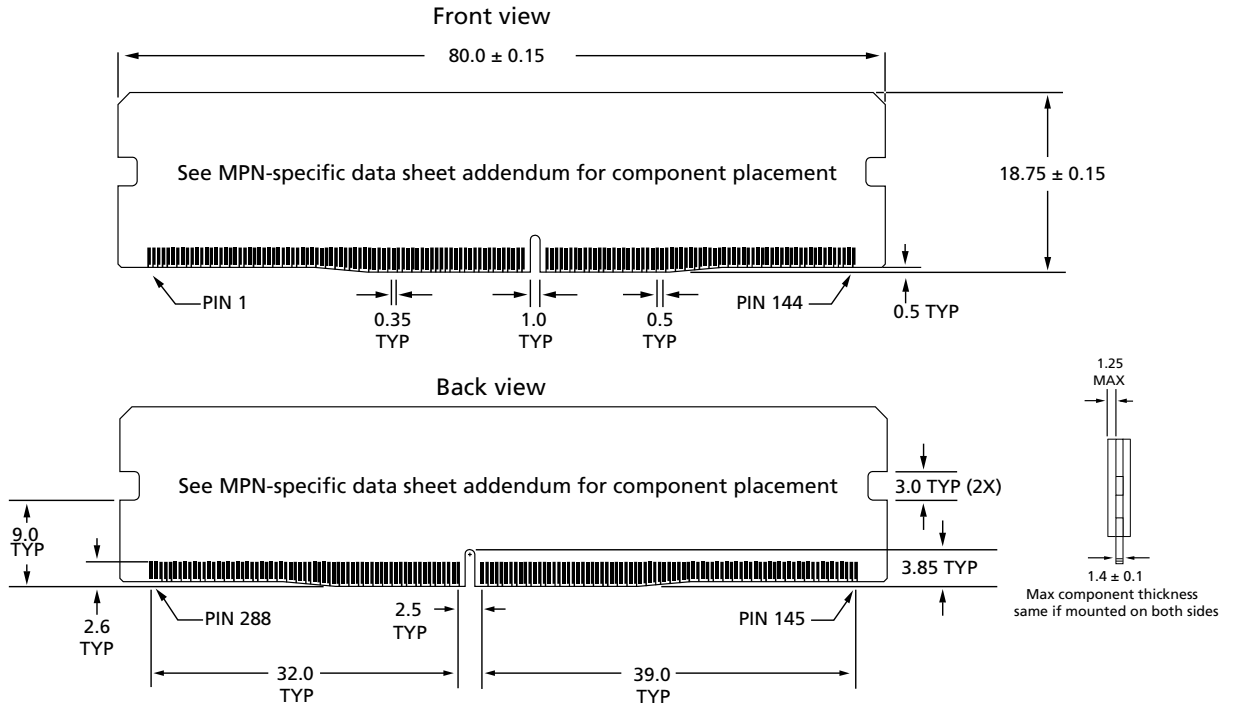 Front view
80.0 ± 0.15
See MPN-specific data sheet addendum for component placement
18.75 ± 0.15
PIN 1
PIN 144
0.5 TYP
0.35
TYP
1.0
TYP
0.5
TYP
Back view
1.25
MAX
See MPN-specific data sheet addendum for component placement
3.0 TYP (2X)
9.0
TYP
3.85 TYP
1.4 ± 0.1
Max component thickness
same if mounted on both sides
2.6
TYP
PIN 288
2.5
TYP
PIN 145
32.0
TYP
39.0
TYP